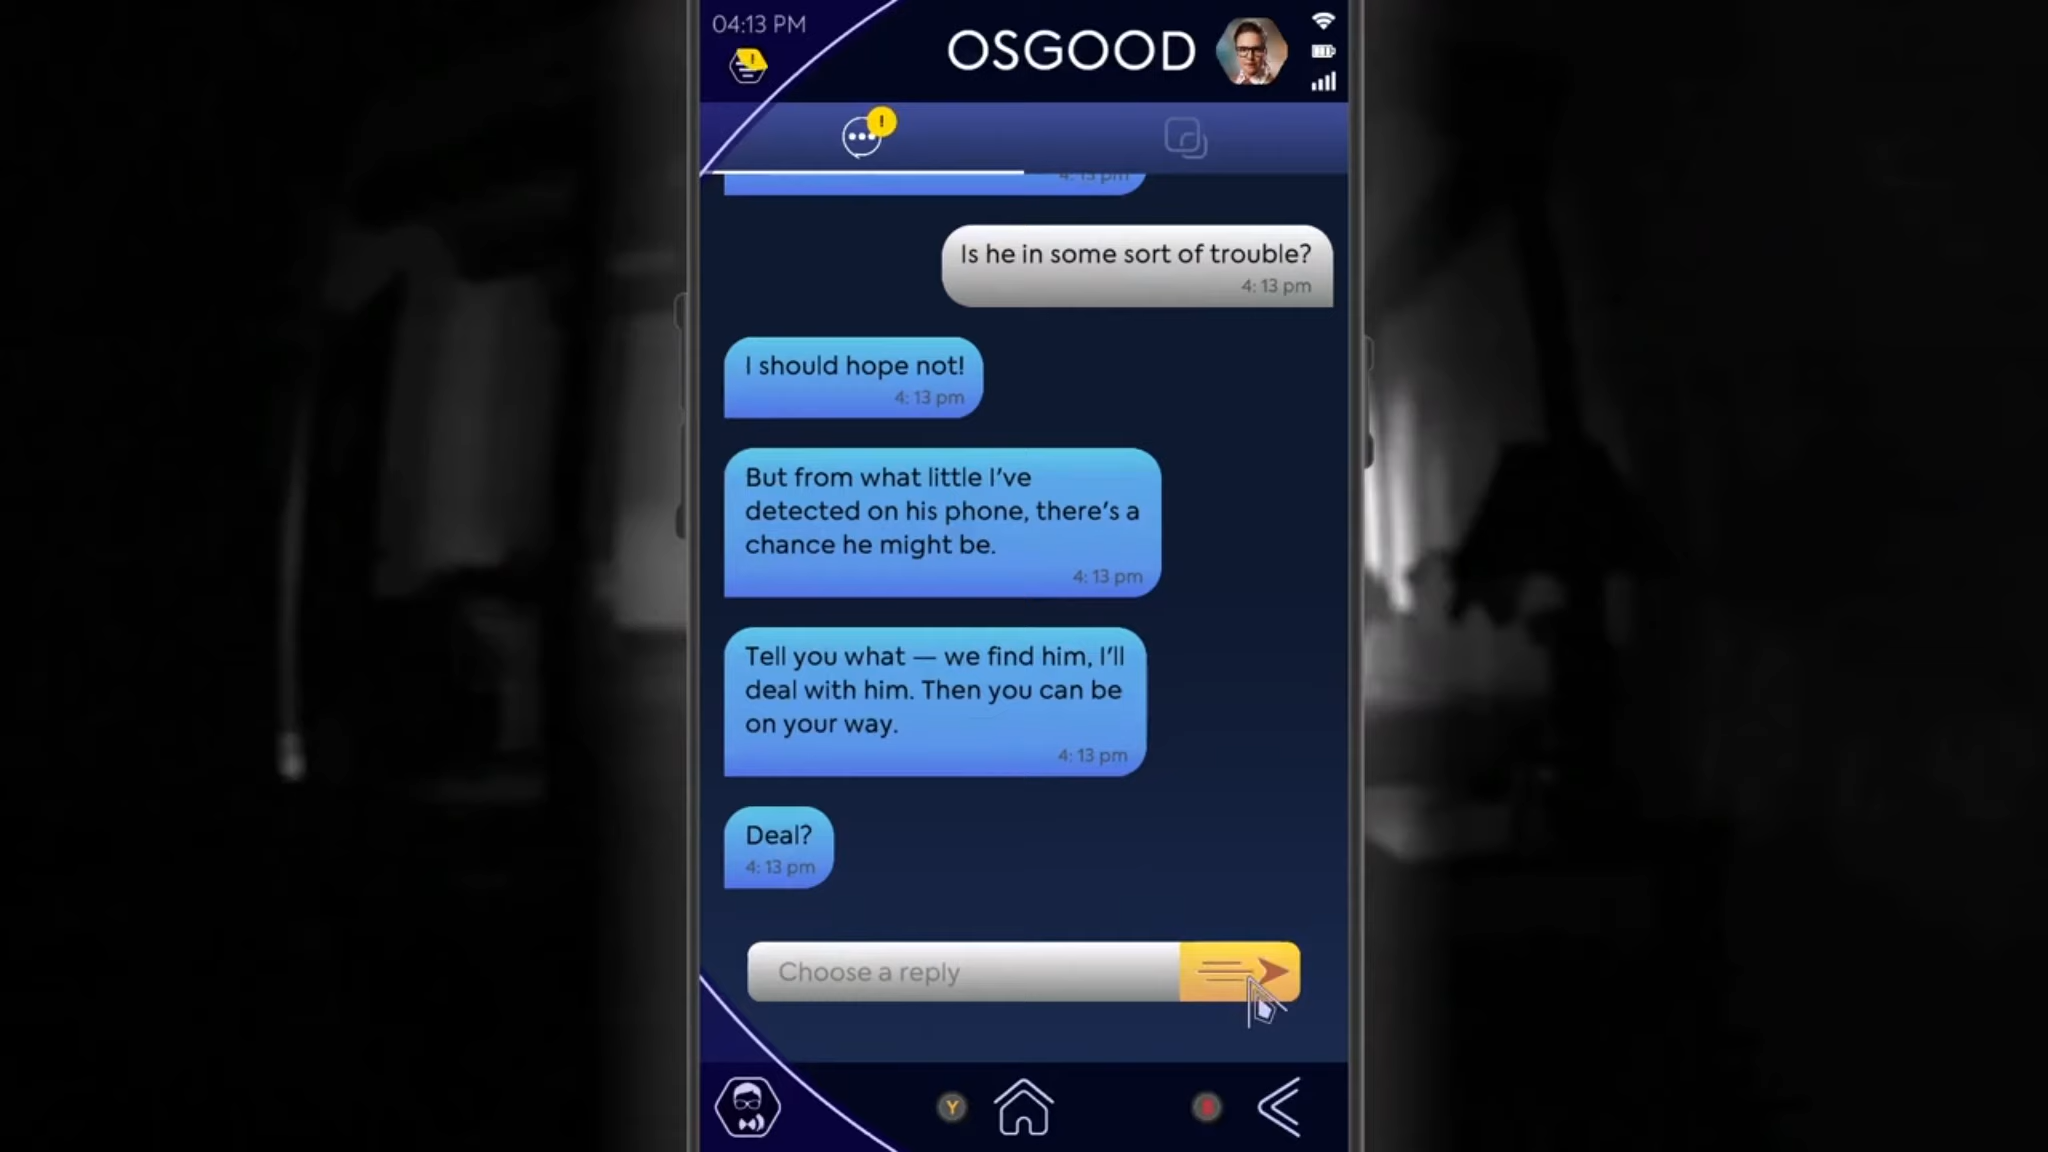 04:13 PM
OSGOOD
4: 13 pm
Is he in some sort of trouble?
4: 13 pm
I should hope not!
4: 13 pm
But from what little I've
detected on his phone, there's a
chance he might be.
4: 13 pm
Tell you what — we find him, I'll
deal with him. Then you can be
on your way.
4: 13 pm
Deal?
4: 13 pm
Choose a reply
Y